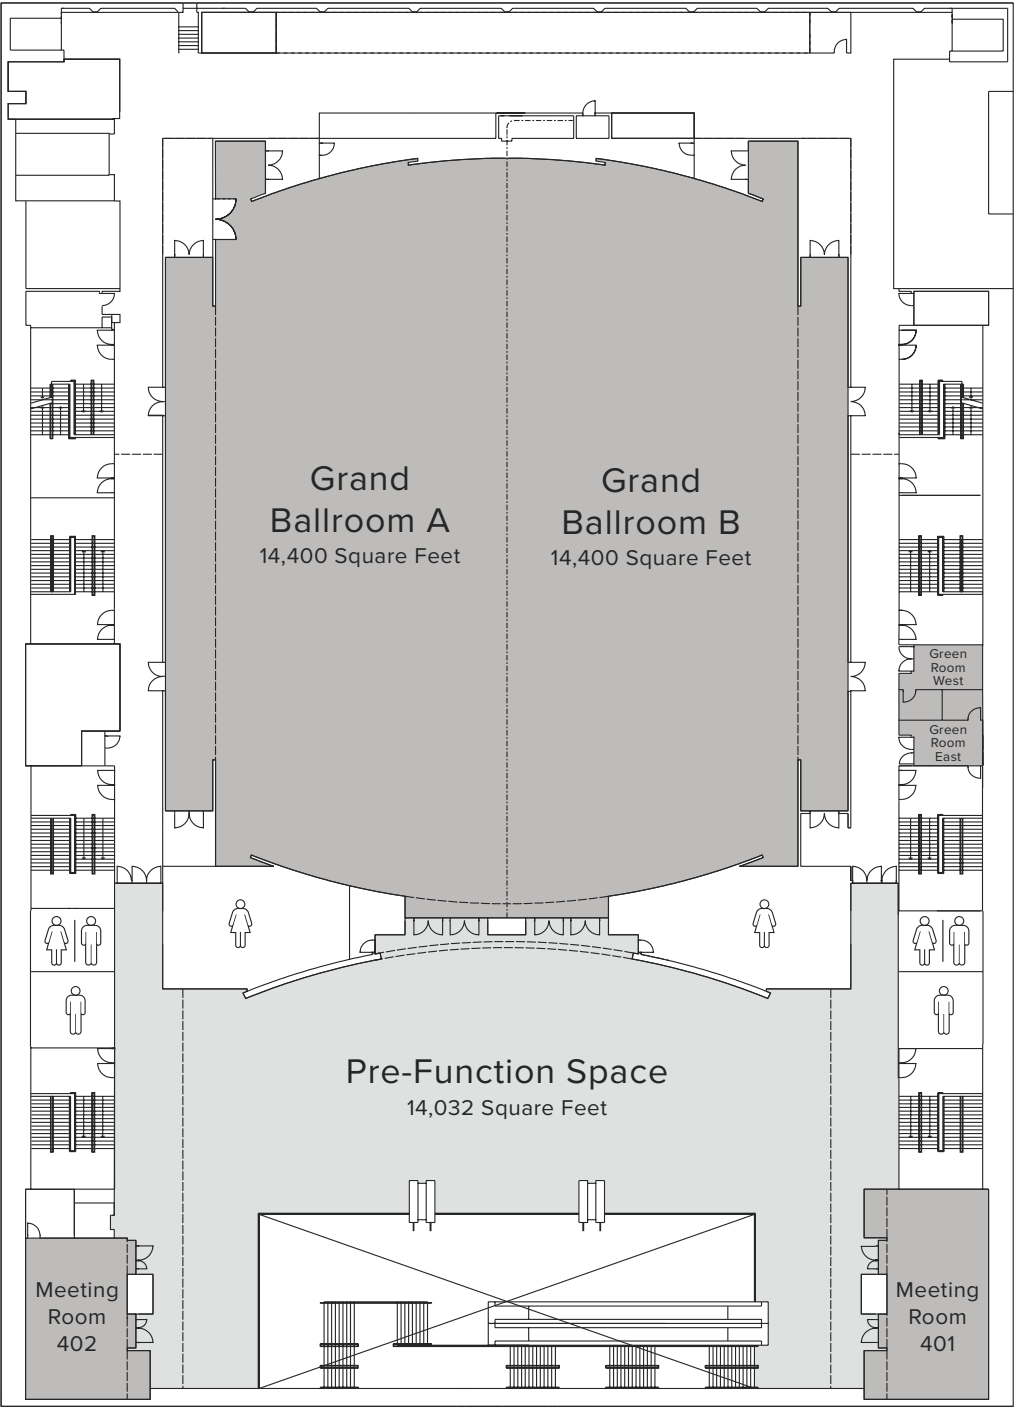 Grand
Ballroom A
14,400 Square Feet
Grand
Ballroom B
14,400 Square Feet
Green
Room
West
Green
Room
East
Pre-Function Space
14,032 Square Feet
Meeting
Room
402
Meeting
Room
401